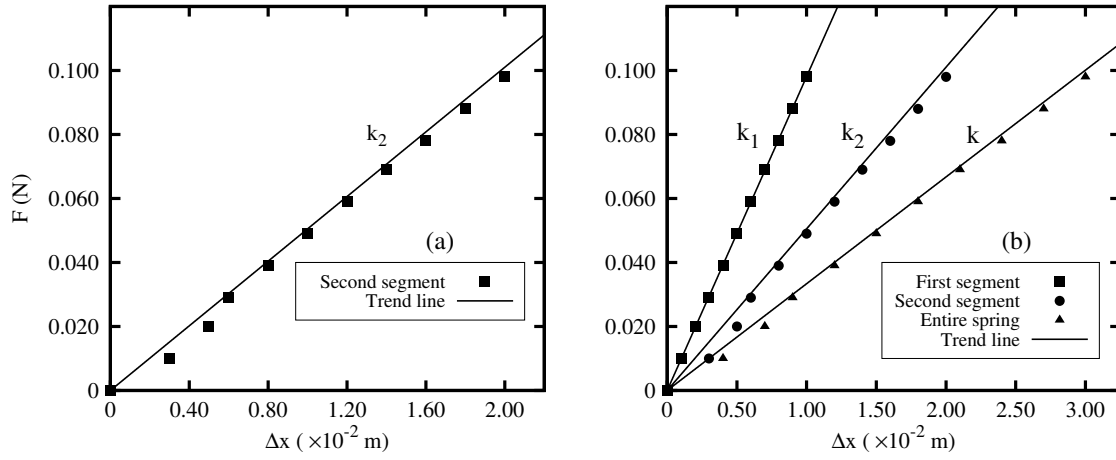 F (N)
0.100
0.080
0.060
0.040
0.020
0
k2
(a)
Second segment
Trend line
0 0.40 0.80 1.20 1.60 2.00
Δx ( ×10-2 m)
0.100
0.080
0.060
0.040
0.020
0
k1 k2 k
(b)
First segment
Second segment
Entire spring
Trend line
0 0.50 1.00 1.50 2.00 2.50 3.00
Δx ( ×10-2 m)